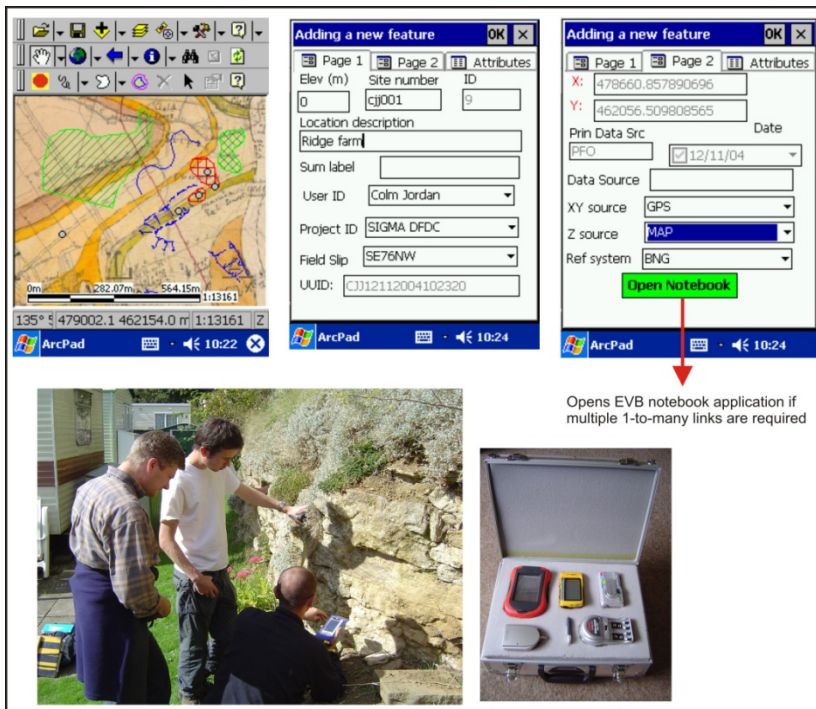 0m 282.07m 564.15m 1:13161
479002.1 462154.0 m 1:13161 Z
ArcPad 10:22
Adding a new feature OK
Page 1 Page 2 Attributes
Elev (m) Site number ID
0 cjj001 9
Location description
Ridge farm
Sum label
User ID Colm Jordan
Project ID SIGMA DFDC
Field Slip SE76NW
UUID: CJJ12112004102320
ArcPad 10:24
Adding a new feature OK
Page 1 Page 2 Attributes
X: 478660.857890696
Y: 462056.509808565
Prin Data Src Date
PFO 12/11/04
Data Source
XY source GPS
Z source MAP
Ref system BNG
Open Notebook
ArcPad 10:24
Opens EVB notebook application if
multiple 1-to-many links are required